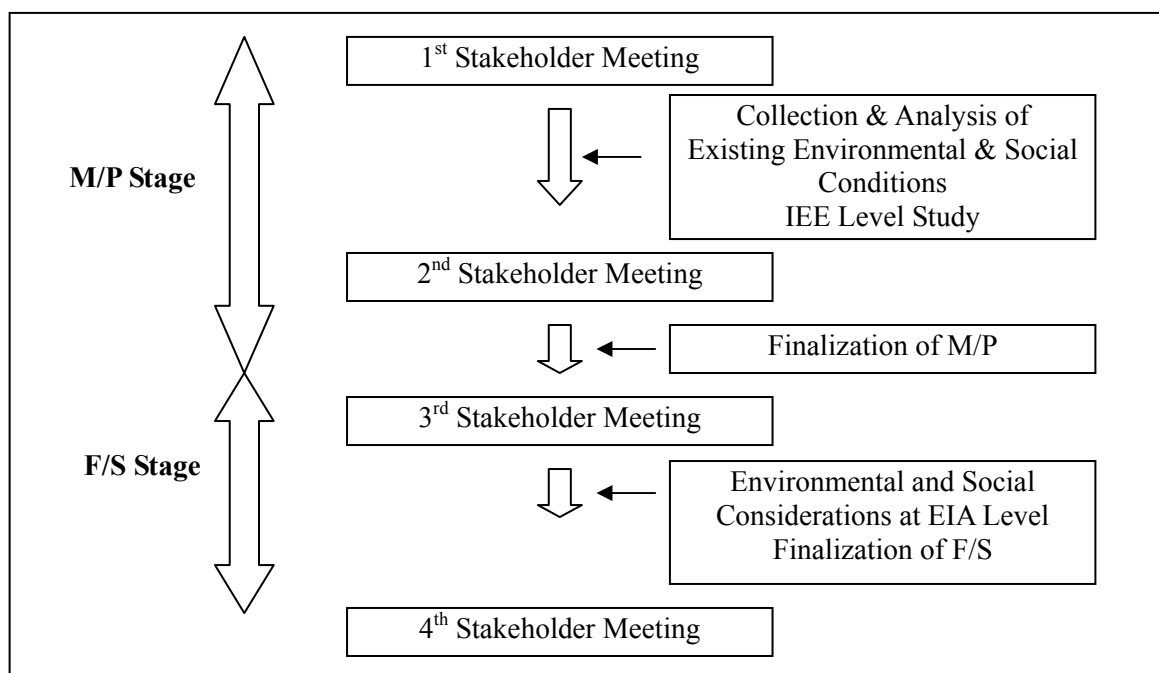 1st Stakeholder Meeting
Collection & Analysis of
Existing Environmental & Social
Conditions
IEE Level Study
M/P Stage
2nd Stakeholder Meeting
Finalization of M/P
3rd Stakeholder Meeting
F/S Stage
Environmental and Social
Considerations at EIA Level
Finalization of F/S
4th Stakeholder Meeting